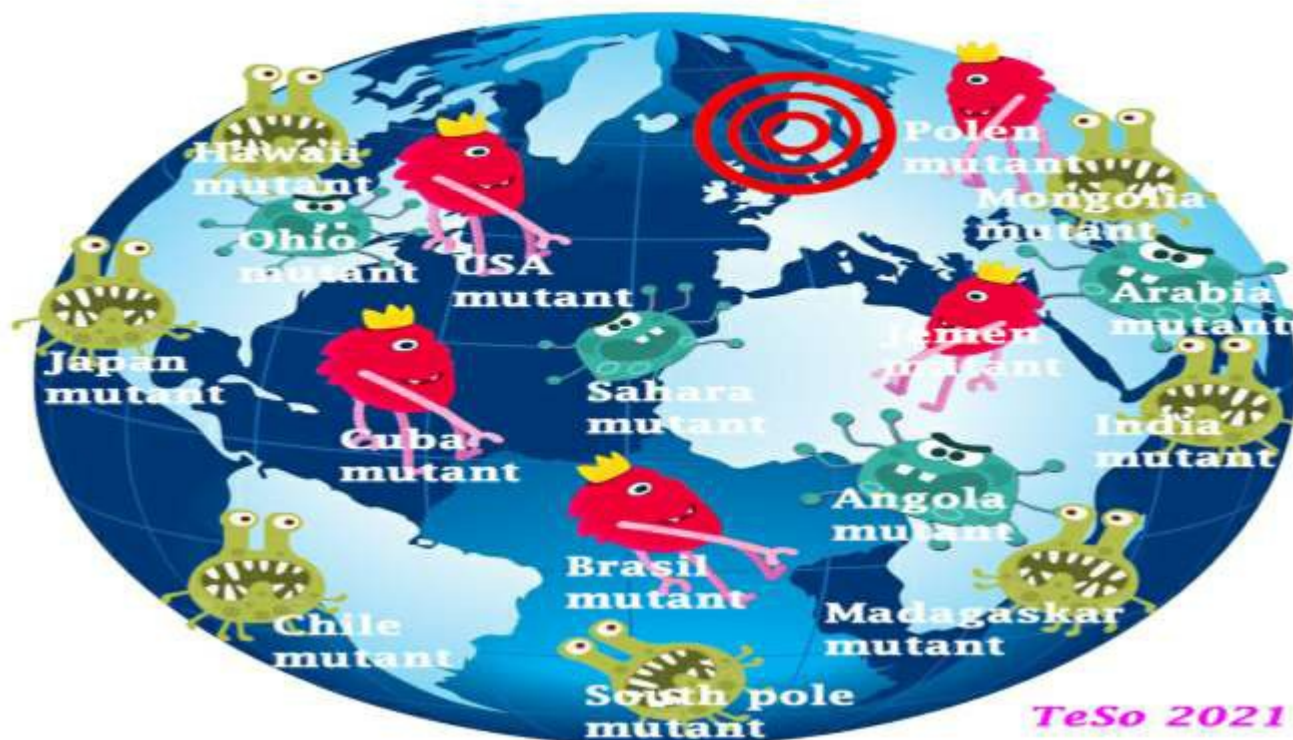 Polen
mutant
Hawaii
mutant
Mongolia
mutant
Ohio
mutant
USA
mutant
Arabia
mutant
Jemen
mutant
Japan
mutant
Sahara
mutant
India
mutant
Cuba
mutant
Angola
mutant
Brasil
mutant
Madagaskar
mutant
Chile
mutant
South pole
mutant
TeSo 2021